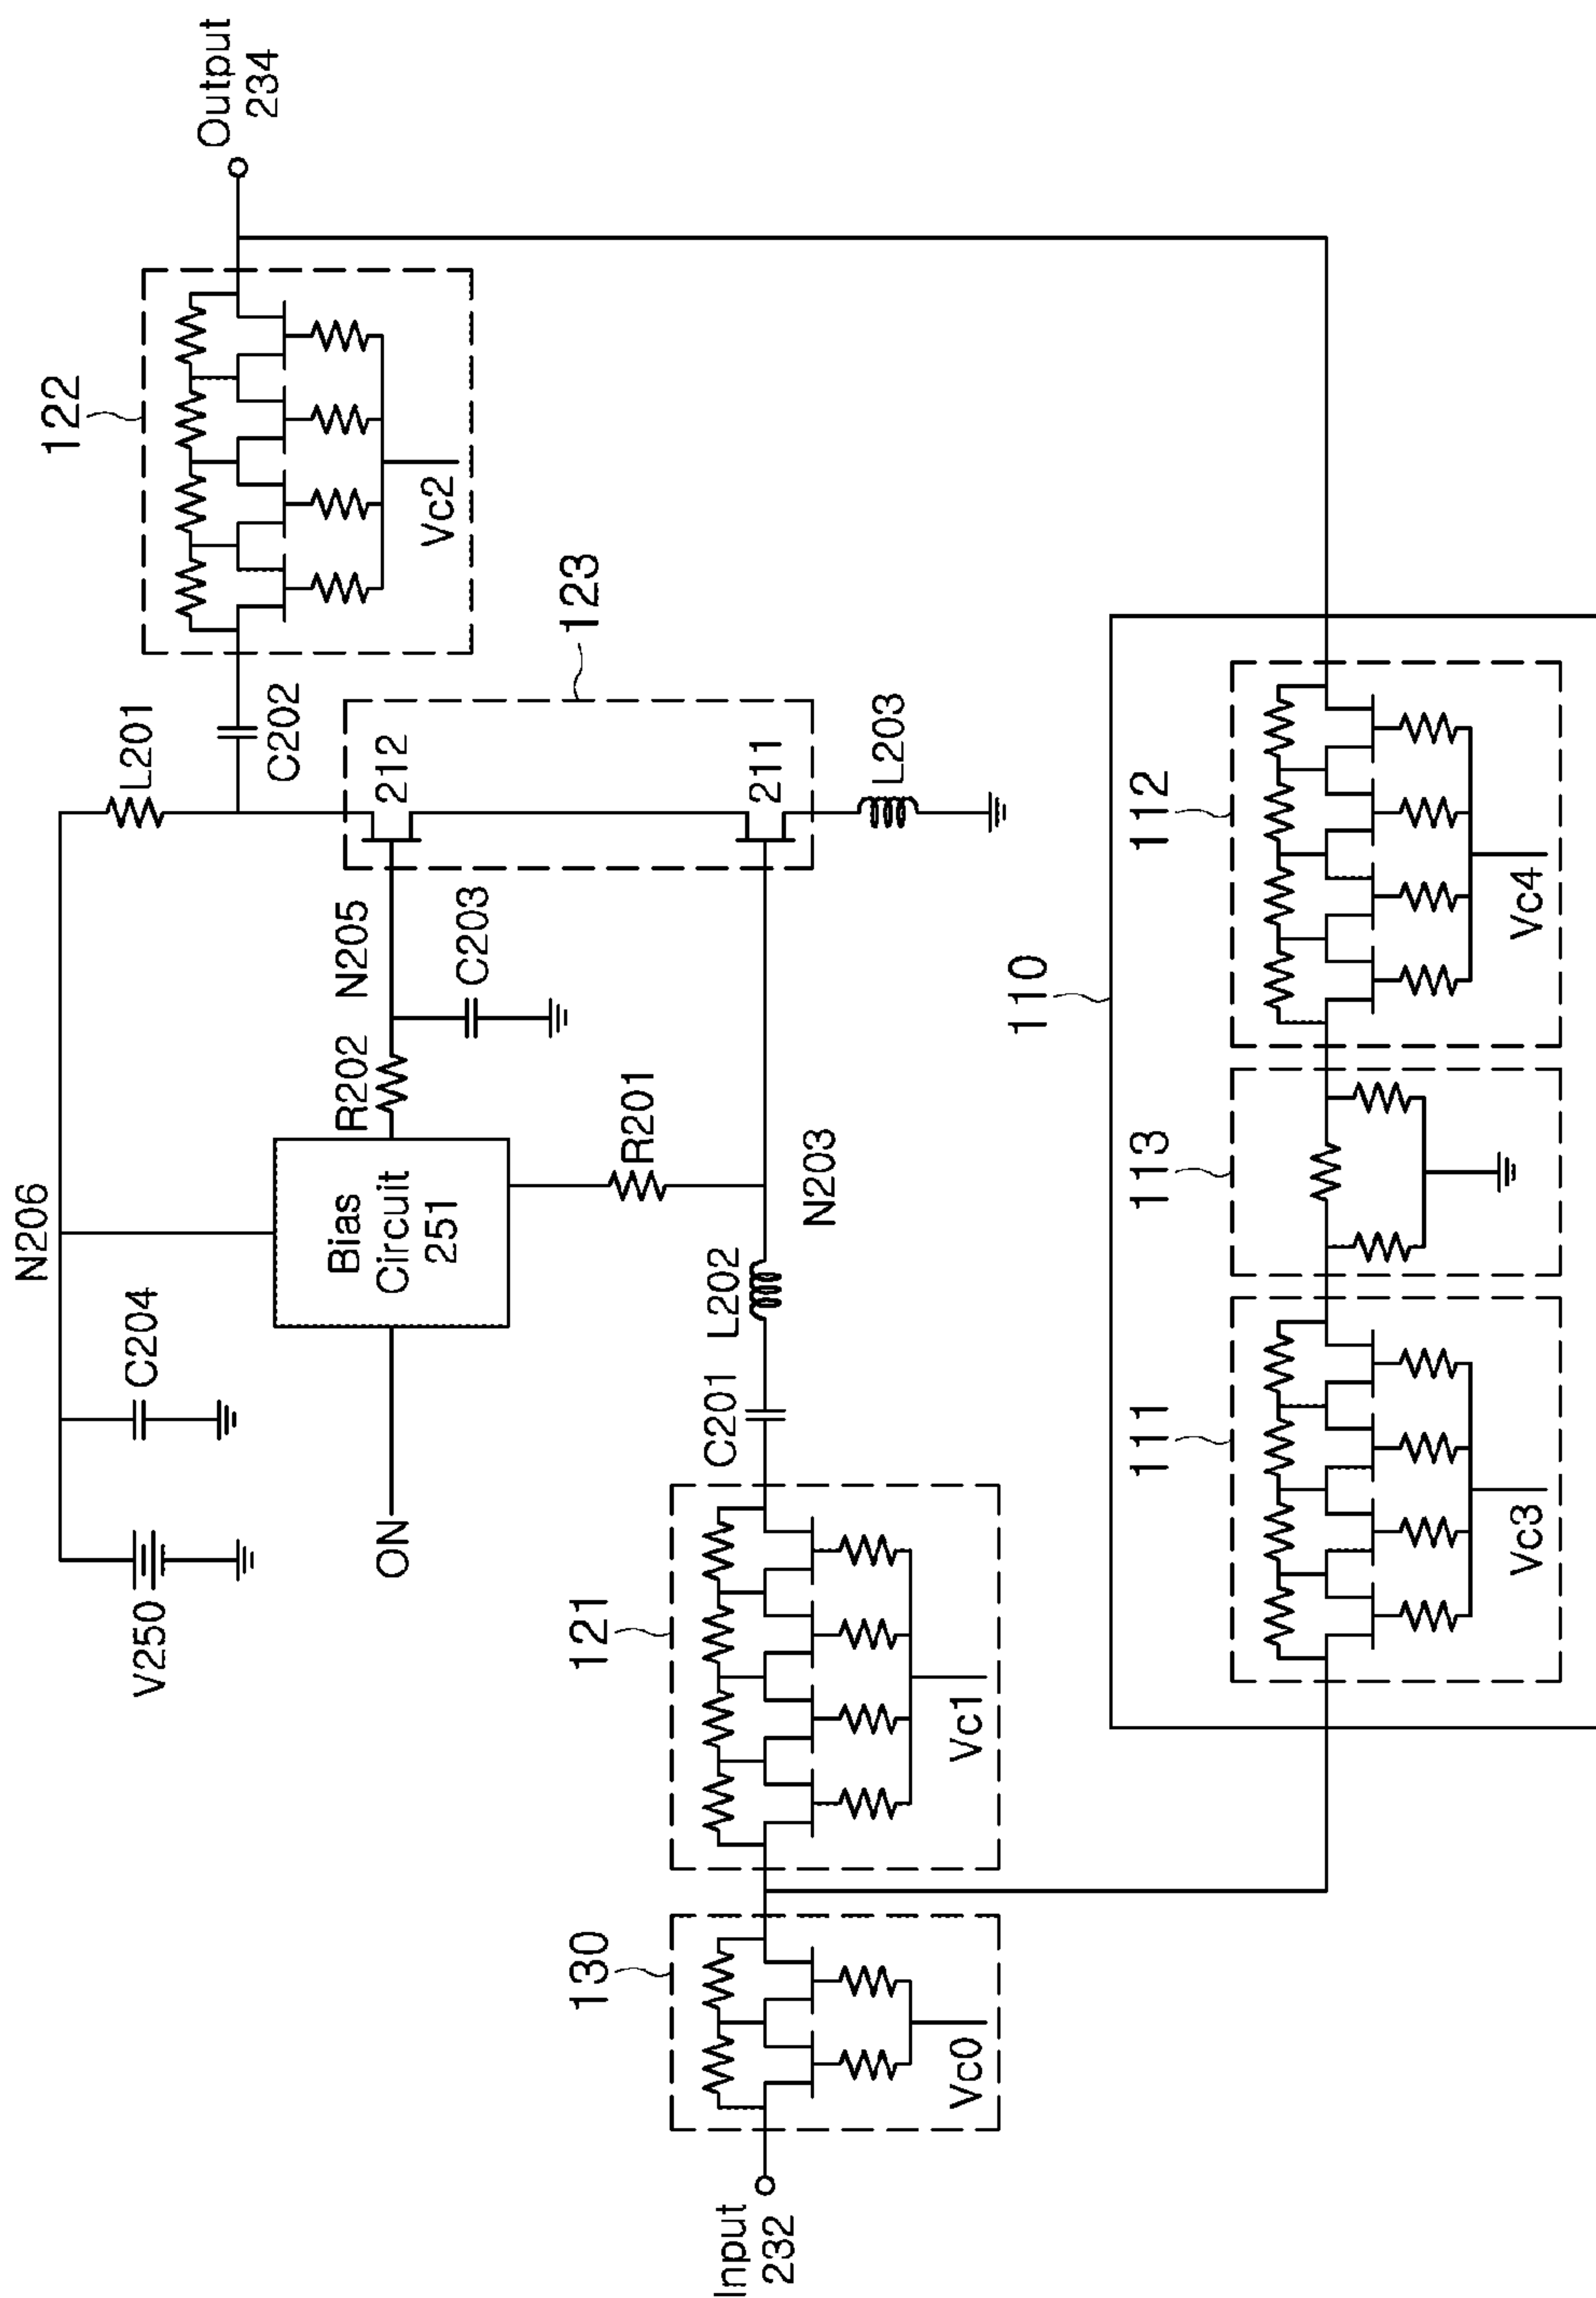 N206
V250
C204
L201
122
Output
234
Vc2
C202
Bias
Circuit
251
ON
R202
N205
C203
212
123
R201
211
L203
130
121
C201
L202
N203
Input
232
Vc0
Vc1
110
111
113
112
Vc3
Vc4